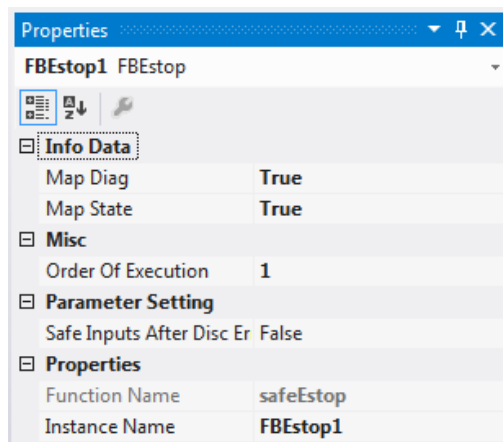 Properties
FBEstop1 FBEstop
Info Data
Map Diag True
Map State True
Misc
Order Of Execution 1
Parameter Setting
Safe Inputs After Disc Er False
Properties
Function Name safeEstop
Instance Name FBEstop1